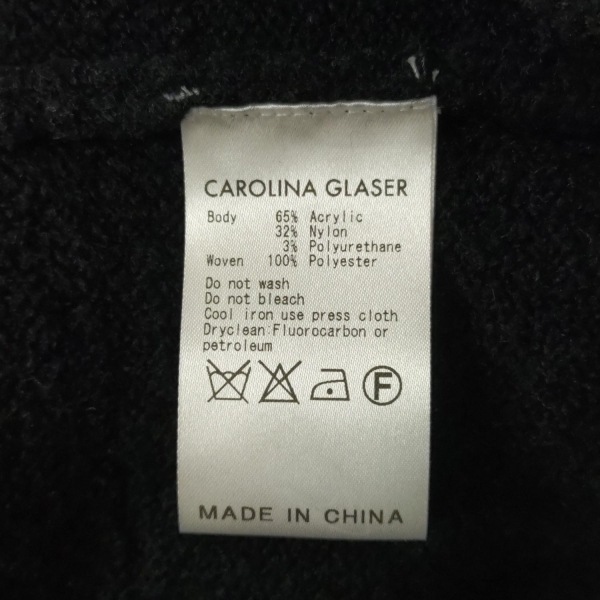 CAROLINA GLASER
Body 65% Acrylic
32% Nylon
3% Polyurethane
Woven 100% Polyester
Do not wash
Do not bleach
Cool iron use press cloth
Dryclean:Fluorocarbon or
petroleum
F
MADE IN CHINA